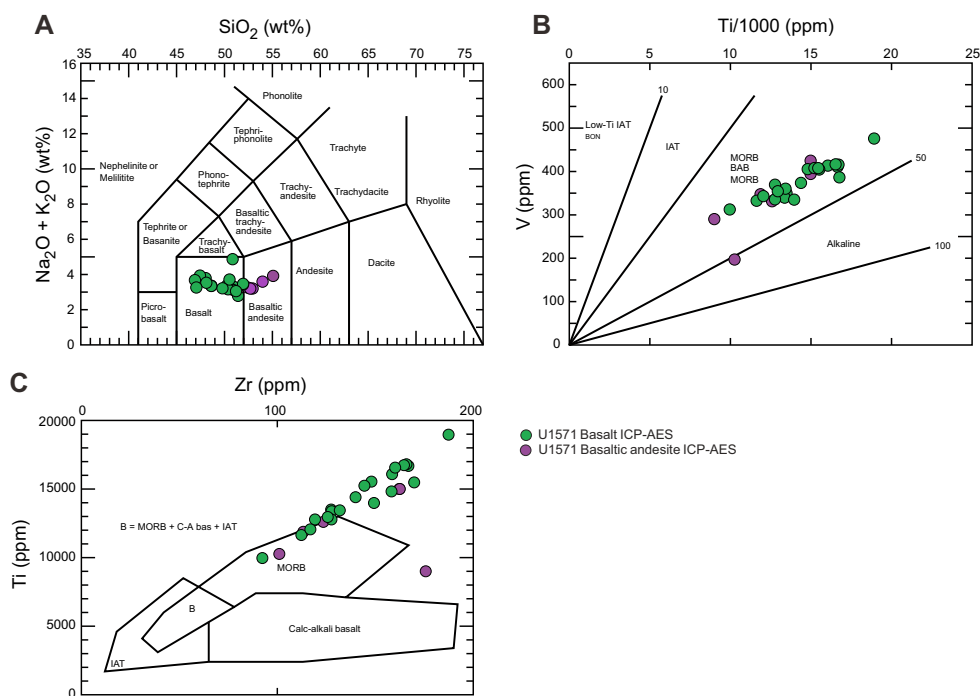 A
SiO2 (wt%)
35 40 45 50 55 60 65 70 75
16
14
12
10
8
6
4
2
0
Na2O + K2O (wt%)
Phonolite
Tephri-
phonolite
Trachyte
Nephelinite or
Melilitite
Phono-
tephrite
Trachy-
andesite
Trachydacite
Rhyolite
Basaltic
trachy-
andesite
Tephrite or
Basanite
Trachy-
basalt
Andesite
Dacite
Picro-
basalt
Basalt
Basaltic
andesite
B
Ti/1000 (ppm)
0 5 10 15 20 25
600
500
400
300
200
100
0
V (ppm)
10
Low-Ti IAT
BON
IAT
MORB
BAB
MORB
50
Alkaline
100
C
Zr (ppm)
0 100 200
20000
15000
10000
5000
0
Ti (ppm)
B = MORB + C-A bas + IAT
MORB
B
Calc-alkali basalt
IAT
U1571 Basalt ICP-AES
U1571 Basaltic andesite ICP-AES